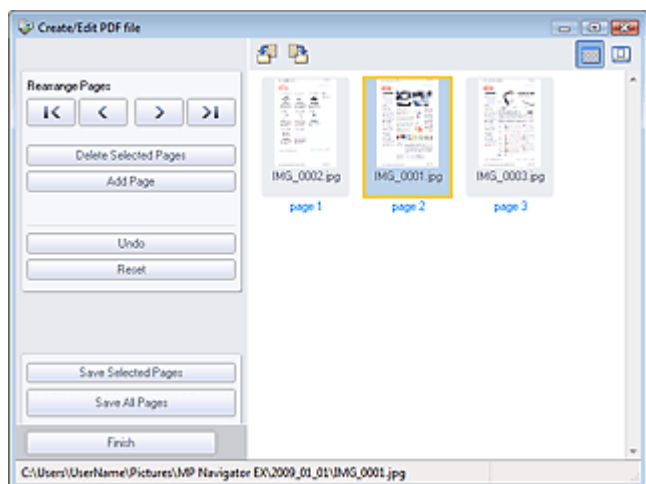 Create/Edit PDF file
Rearrange Pages
Delete Selected Pages
Add Page
Undo
Reset
Save Selected Pages
Save All Pages
Finish
IMG_0002.jpg
IMG_0001.jpg
IMG_0003.jpg
page 1
page 2
page 3
C:\Users\UserName\Pictures\MP Navigator EX\2009_01_01\IMG_0001.jpg